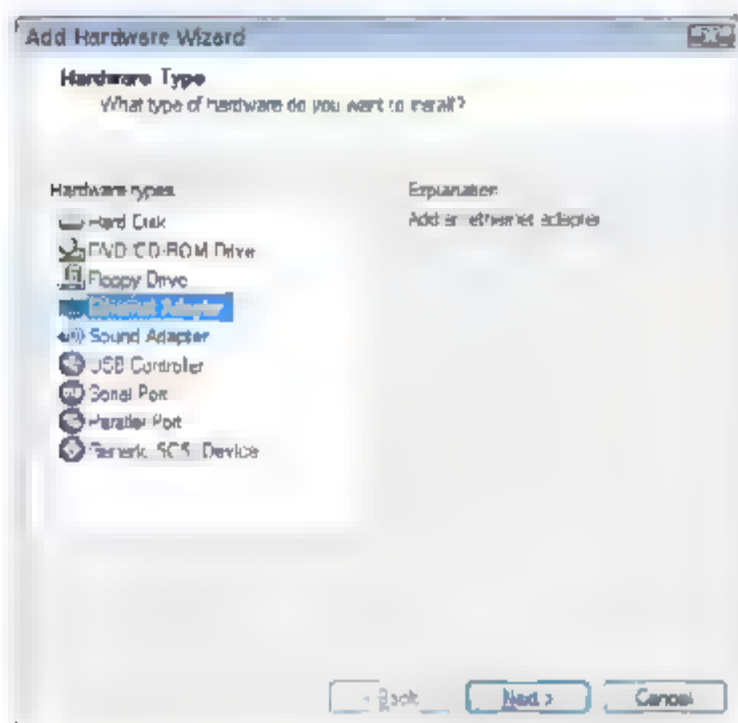 Add Hardware Wizard
Hardware Type
What type of hardware do you want to install?
Hardware types
Hard Disk
DVD/CD-ROM Drive
Floppy Drive
Ethernet Adapter
Sound Adapter
USB Controller
Serial Port
Parallel Port
Generic SCSI Device
Explanation
Add an ethernet adapter
< Back
Next >
Cancel